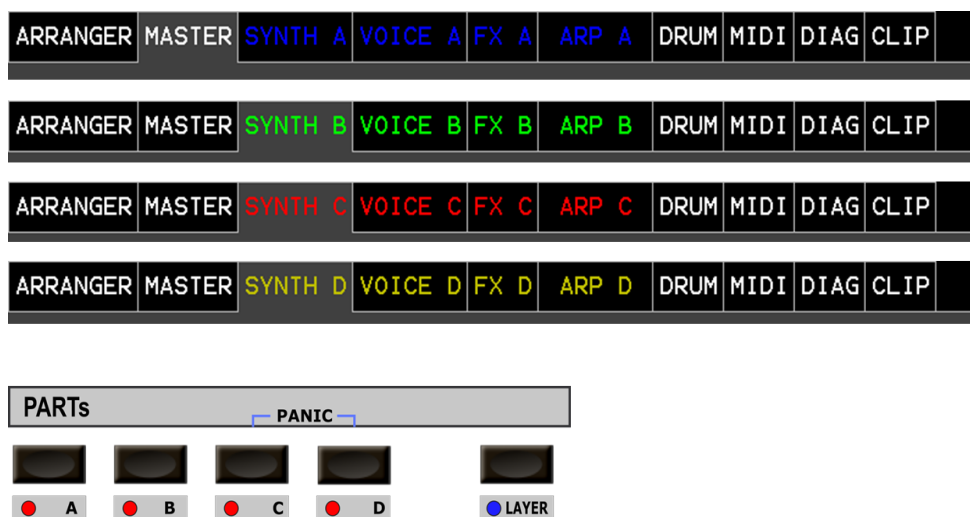 ARRANGER MASTER SYNTH A VOICE A FX A ARP A DRUM MIDI DIAG CLIP
ARRANGER MASTER SYNTH B VOICE B FX B ARP B DRUM MIDI DIAG CLIP
ARRANGER MASTER SYNTH C VOICE C FX C ARP C DRUM MIDI DIAG CLIP
ARRANGER MASTER SYNTH D VOICE D FX D ARP D DRUM MIDI DIAG CLIP
PARTs
PANIC
A B C D LAYER